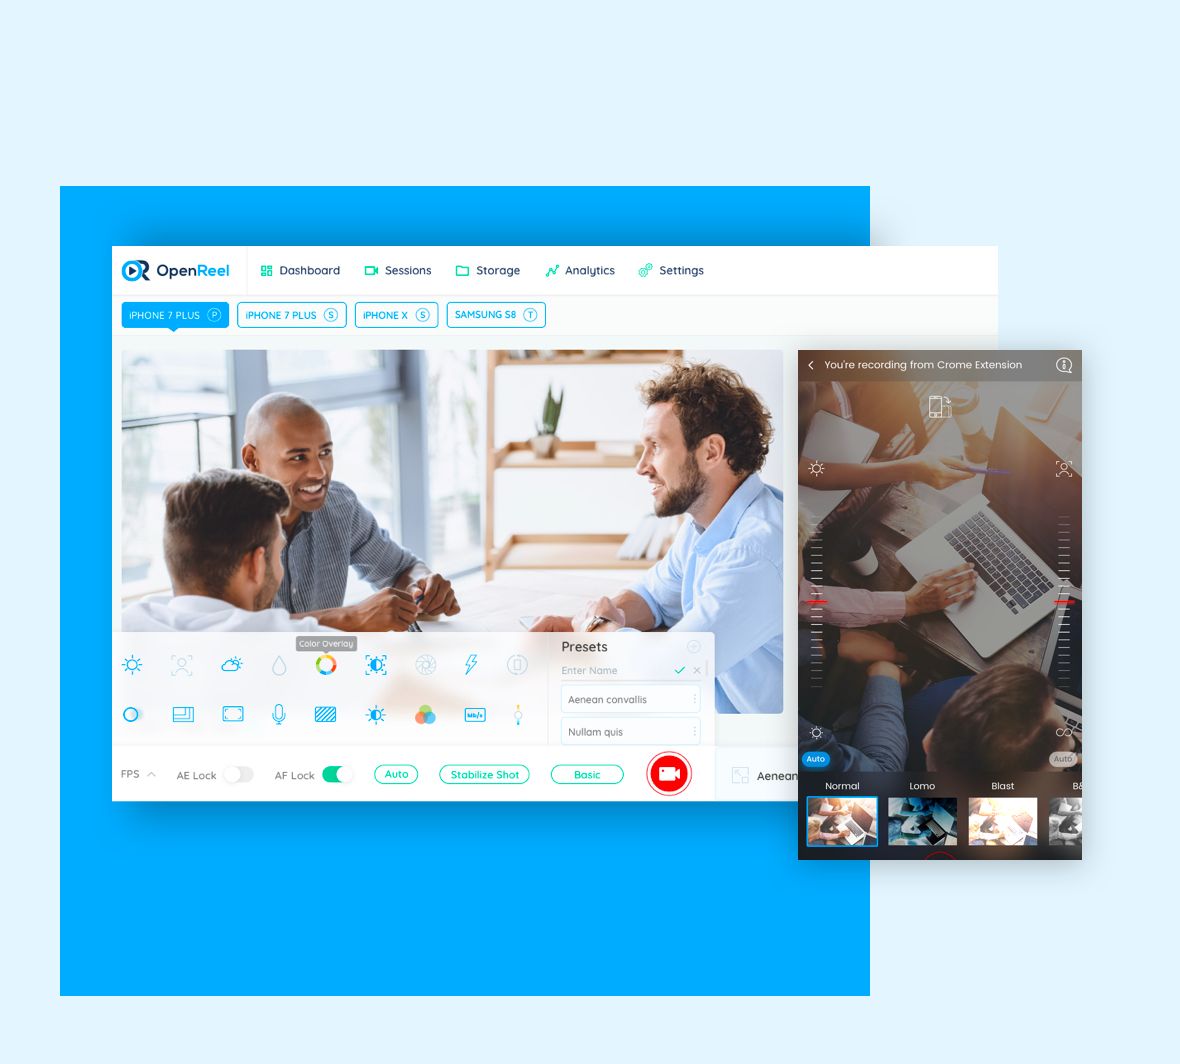 OpenReel
Dashboard
Sessions
Storage
Analytics
Settings
iPHONE 7 PLUS P
iPHONE 7 PLUS S
iPHONE X S
SAMSUNG S8 T
You're recording from Crome Extension
Color Overlay
Presets
Enter Name
Aenean convallis
Nullam quis
Mb/s
FPS
AE Lock
AF Lock
Auto
Stabilize Shot
Basic
Aenean
Auto
Auto
Normal
Lomo
Blast
B&